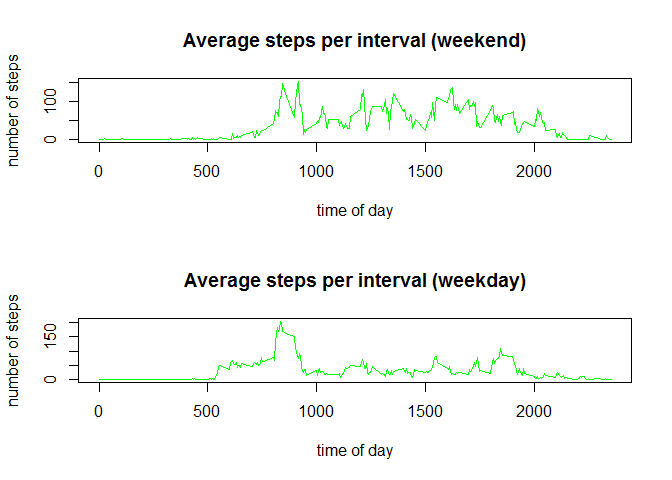 Average steps per interval (weekend)
number of steps
0 100
0 500 1000 1500 2000
time of day
Average steps per interval (weekday)
number of steps
0 150
0 500 1000 1500 2000
time of day